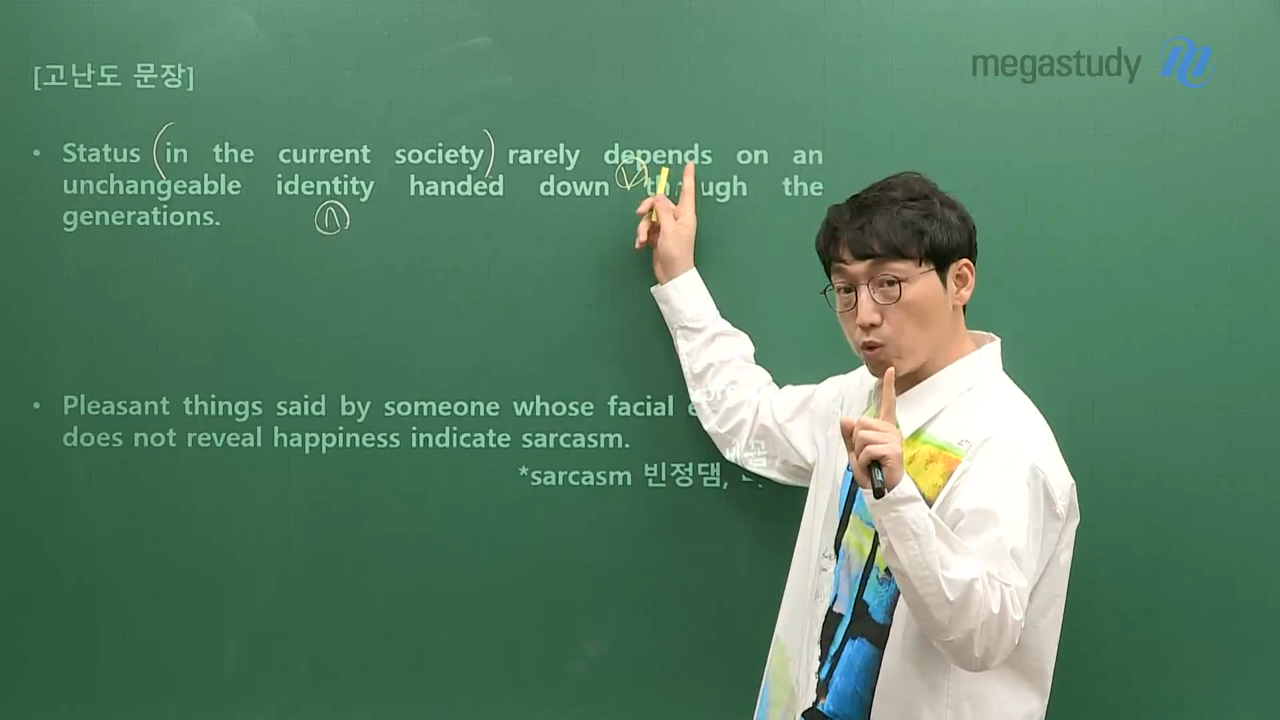 megastudy
[고난도 문장]
• Status (in the current society) rarely depends on an
unchangeable identity handed down the
generations.
V
n
• Pleasant things said by someone whose facial
does not reveal happiness indicate sarcasm.
*sarcasm 빈정댐,